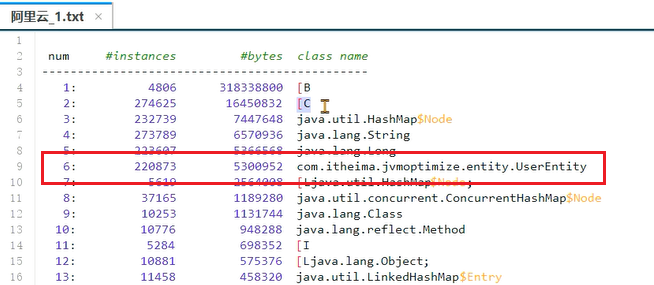 阿里云_1.txt ×
1
2 num #instances #bytes class name
3 ----------------------------------------------
4 1: 4806 318338800 [B
5 2: 274625 16450832 [C
6 3: 232739 7447648 java.util.HashMap$Node
7 4: 273789 6570936 java.lang.String
8 5: 223607 5366568 java.lang.Long
9 6: 220873 5300952 com.itheima.jvmoptimize.entity.UserEntity
10 7: 5619 2564008 [Ljava.util.HashMap$Node;
11 8: 37165 1189280 java.util.concurrent.ConcurrentHashMap$Node
12 9: 10253 1131744 java.lang.Class
13 10: 10776 948288 java.lang.reflect.Method
14 11: 5284 698352 [I
15 12: 10881 575376 [Ljava.lang.Object;
16 13: 11458 458320 java.util.LinkedHashMap$Entry